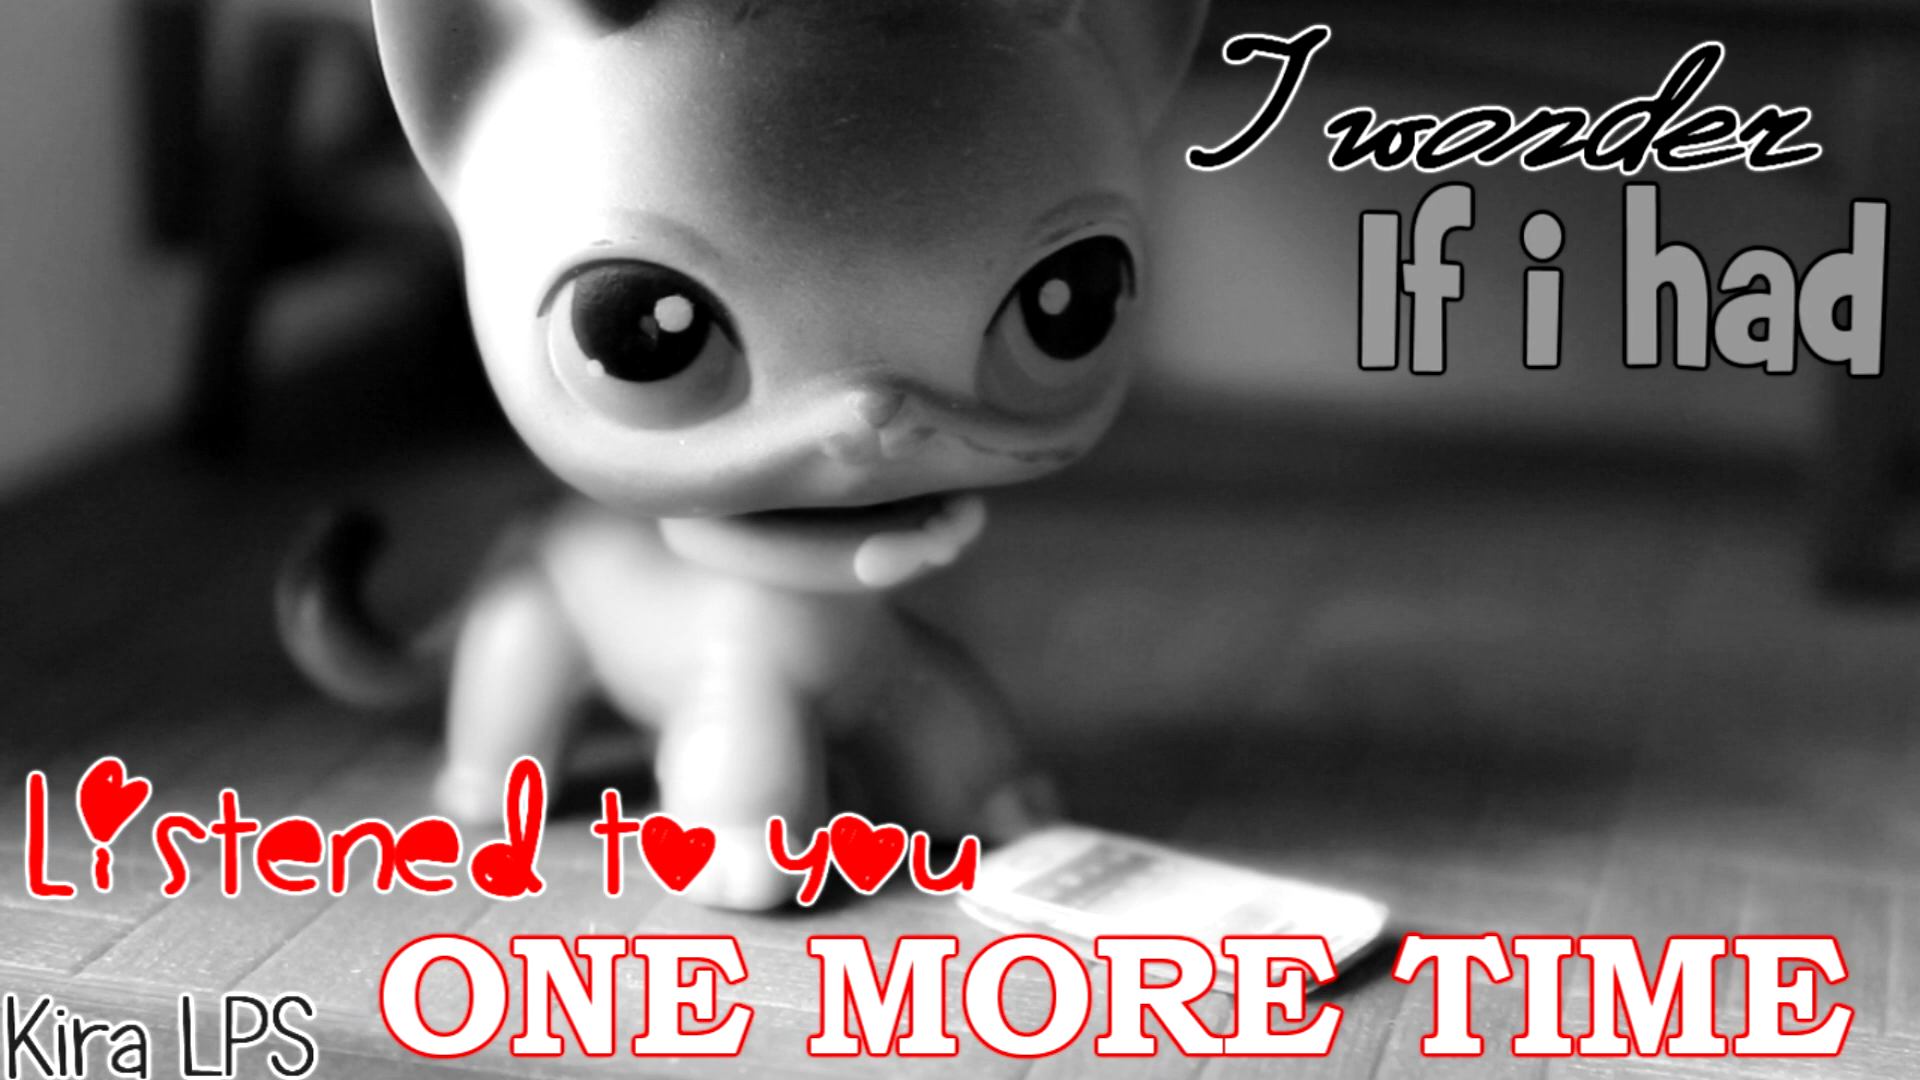 I wonder
If i had
Listened to you
ONE MORE TIME
Kira LPS